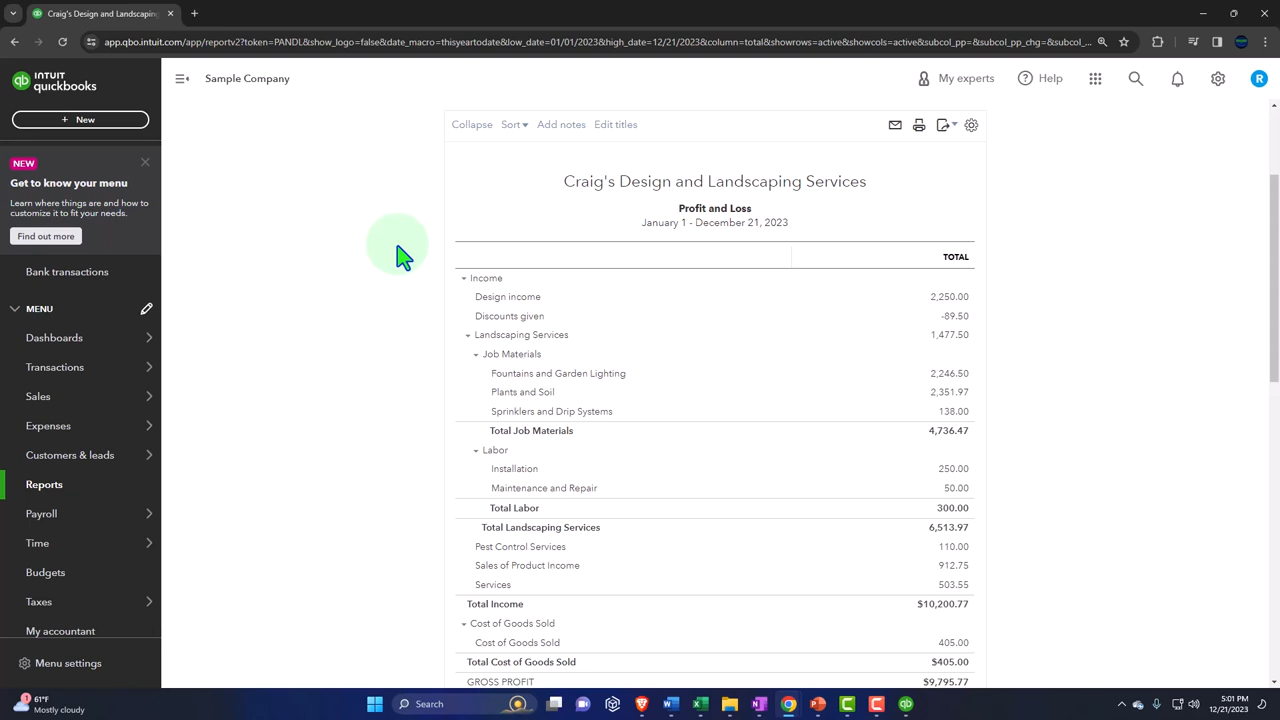 Craig's Design and Landscaping
app.qbo.intuit.com/app/reportv2?token=PANDL&show_logo=false&date_macro=thisyeartodate&low_date=01/01/2023&high_date=12/21/2023&column=total&showrows=active&showcols=active&subcol_pp=&subcol_pp_chg=&subcol_...
INTUIT
quickbooks
Sample Company
My experts
Help
R
+ New
NEW
Get to know your menu
Learn where things are and how to
customize it to fit your needs.
Find out more
Bank transactions
MENU
Dashboards
Transactions
Sales
Expenses
Customers & leads
Reports
Payroll
Time
Budgets
Taxes
My accountant
Menu settings
Collapse Sort Add notes Edit titles
Craig's Design and Landscaping Services
Profit and Loss
January 1 - December 21, 2023
TOTAL
Income
Design income 2,250.00
Discounts given -89.50
Landscaping Services 1,477.50
Job Materials
Fountains and Garden Lighting 2,246.50
Plants and Soil 2,351.97
Sprinklers and Drip Systems 138.00
Total Job Materials 4,736.47
Labor
Installation 250.00
Maintenance and Repair 50.00
Total Labor 300.00
Total Landscaping Services 6,513.97
Pest Control Services 110.00
Sales of Product Income 912.75
Services 503.55
Total Income $10,200.77
Cost of Goods Sold
Cost of Goods Sold 405.00
Total Cost of Goods Sold $405.00
GROSS PROFIT $9,795.77
61°F
Mostly cloudy
Search
5:01 PM
12/21/2023